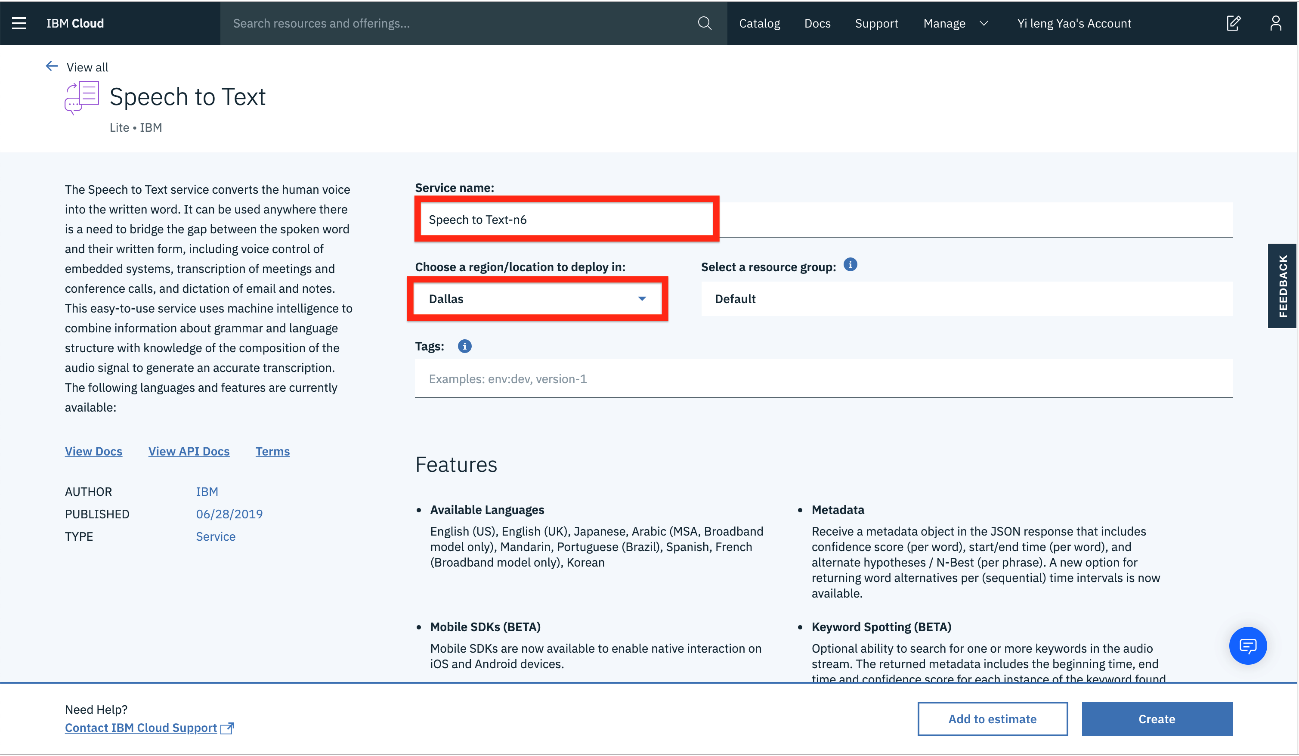 IBM Cloud
Search resources and offerings...
Catalog
Docs
Support
Manage
Yi leng Yao's Account
View all
Speech to Text
Lite • IBM
The Speech to Text service converts the human voice
into the written word. It can be used anywhere there
is a need to bridge the gap between the spoken word
and their written form, including voice control of
embedded systems, transcription of meetings and
conference calls, and dictation of email and notes.
This easy-to-use service uses machine intelligence to
combine information about grammar and language
structure with knowledge of the composition of the
audio signal to generate an accurate transcription.
The following languages and features are currently
available:
View Docs
View API Docs
Terms
AUTHOR IBM
PUBLISHED 06/28/2019
TYPE Service
Service name:
Speech to Text-n6
Choose a region/location to deploy in:
Dallas
Select a resource group:
Default
Tags:
Examples: env:dev, version-1
Features
• Available Languages
English (US), English (UK), Japanese, Arabic (MSA, Broadband
model only), Mandarin, Portuguese (Brazil), Spanish, French
(Broadband model only), Korean
• Metadata
Receive a metadata object in the JSON response that includes
confidence score (per word), start/end time (per word), and
alternate hypotheses / N-Best (per phrase). A new option for
returning word alternatives per (sequential) time intervals is now
available.
• Mobile SDKs (BETA)
Mobile SDKs are now available to enable native interaction on
iOS and Android devices.
• Keyword Spotting (BETA)
Optional ability to search for one or more keywords in the audio
stream. The returned metadata includes the beginning time, end
time and confidence score for each instance of the keyword found
FEEDBACK
Need Help?
Contact IBM Cloud Support
Add to estimate
Create